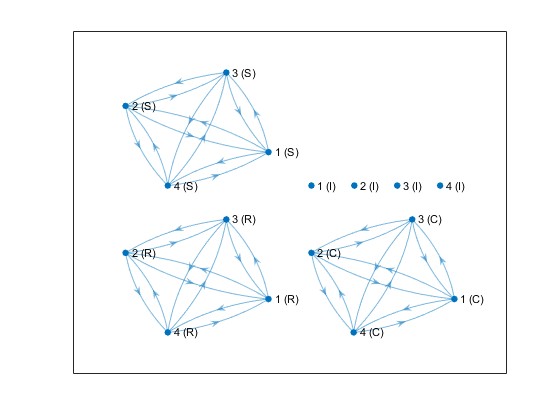 3 (S)
2 (S)
1 (S)
4 (S)
1 (I) 2 (I) 3 (I) 4 (I)
3 (R)
2 (R)
1 (R)
4 (R)
3 (C)
2 (C)
1 (C)
4 (C)